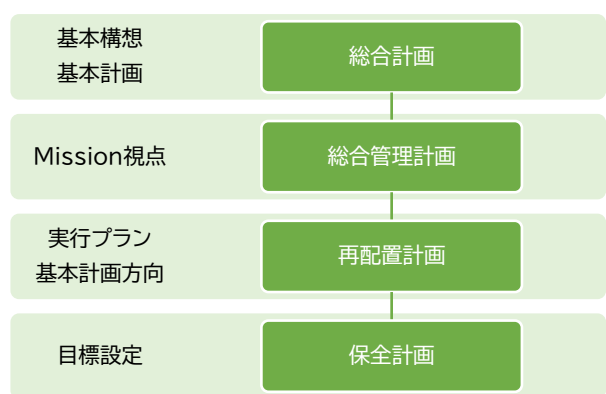 基本構想
基本計画
総合計画
Mission視点
総合管理計画
実行プラン
基本計画方向
再配置計画
目標設定
保全計画